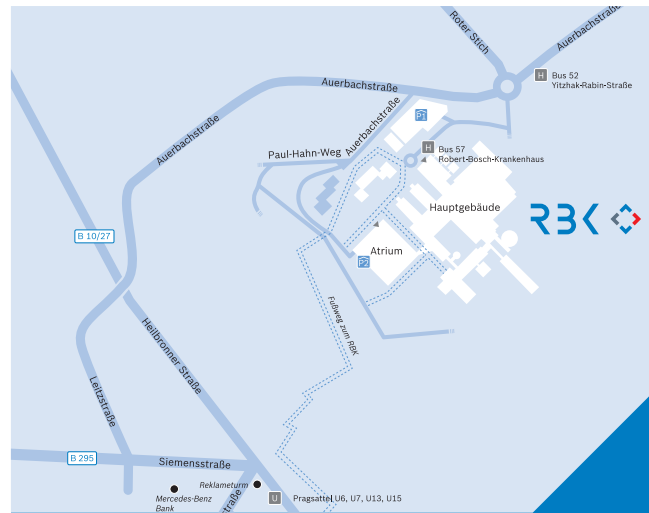 Roter Stich
Auerbachstraße
H Bus 52
Yitzhak-Rabin-Straße
Auerbachstraße
P1
Auerbachstraße
Auerbachstraße
H Bus 57
Robert-Bosch-Krankenhaus
Paul-Hahn-Weg
Hauptgebäude
RBK
B 10/27
Atrium
P2
Fußweg zum RBK
Heilbronner Straße
Leitzstraße
B 295
Siemensstraße
Reklameturm
Mercedes-Benz
Bank
straße
U Pragsattel U6, U7, U13, U15